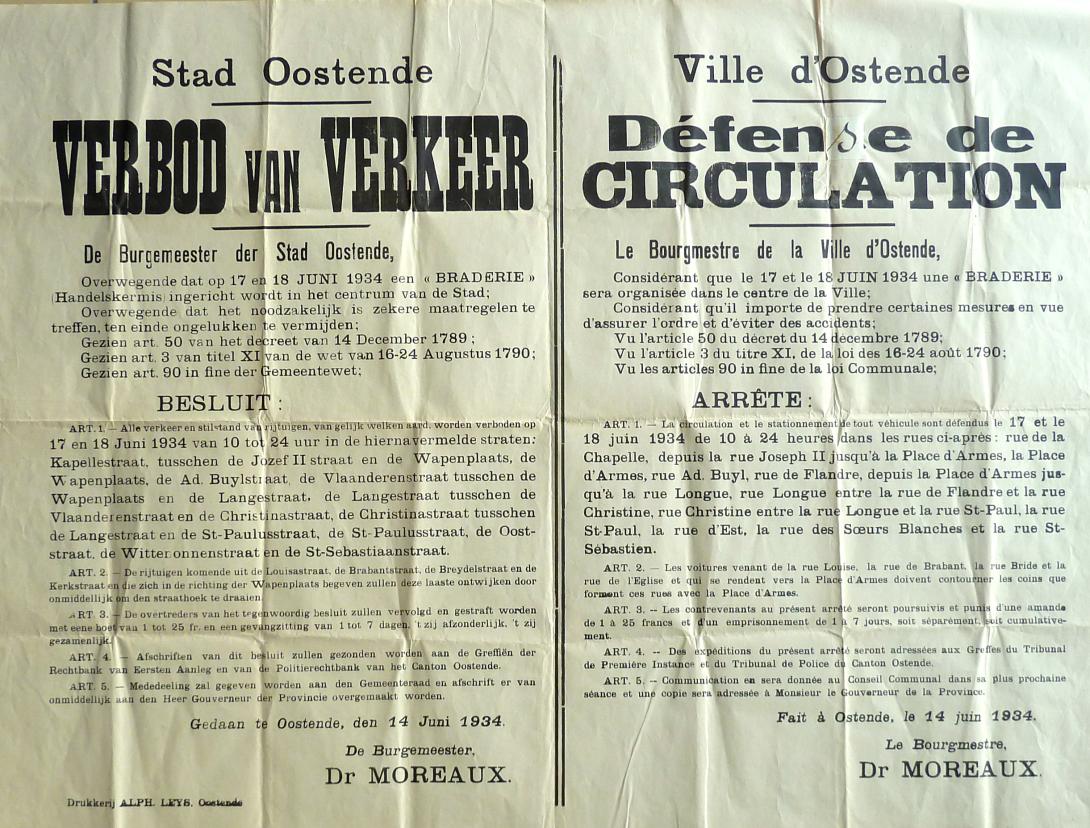 Stad Oostende
VERBOD VAN VERKEER
De Burgemeester der Stad Oostende,
Overwegende dat op 17 en 18 JUNI 1934 een « BRADERIE »
(Handelskermis) ingericht wordt in het centrum van de Stad;
Overwegende dat het noodzakelijk is zekere maatregelen te
treffen, ten einde ongelukken te vermijden;
Gezien art. 50 van het decreet van 14 December 1789;
Gezien art. 3 van titel XI van de wet van 16-24 Augustus 1790;
Gezien art. 90 in fine der Gemeentewet;
BESLUIT :
ART. 1. — Alle verkeer en stilstand van rijtuigen, van gelijk welken aard, worden verboden op
17 en 18 Juni 1934 van 10 tot 24 uur in de hierna vermelde straten:
Kapellestraat, tusschen de Jozef II straat en de Wapenplaats, de
Wapenplaats, de Ad. Buylstraat, de Vlaanderenstraat tusschen de
Wapenplaats en de Langestraat, de Langestraat tusschen de
Vlaanderenstraat en de Christinastraat, de Christinastraat tusschen
de Langestraat en de St-Paulusstraat, de St-Paulusstraat, de Oost-
straat, de Wittenonnenstraat en de St-Sebastiaanstraat.
ART. 2. — De rijtuigen komende uit de Louisastraat, de Brabantstraat, de Breydelstraat en de
Kerkstraat en die zich in de richting der Wapenplaats begeven zullen deze laaste ontwijken door
onmiddellijk om den straathoek te draaien.
ART. 3. — De overtreders van het tegenwoordig besluit zullen vervolgd en gestraft worden
met eene boet van 1 tot 25 fr. en een gevangzitting van 1 tot 7 dagen, 't zij afzonderlijk, 't zij
gezamenlijk.
ART. 4. — Afschriften van dit besluit zullen gezonden worden aan de Greffiën der
Rechtbank van Eersten Aanleg en van de Politierechtbank van het Canton Oostende.
ART. 5. — Mededeeling zal gegeven worden aan den Gemeenteraad en afschrift er van
onmiddellijk aan den Heer Gouverneur der Provincie overgemaakt worden.
Gedaan te Oostende, den 14 Juni 1934.
De Burgemeester,
Dr MOREAUX.
Drukkerij ALPH. LEYS, Oostende
Ville d'Ostende
Défense de
CIRCULATION
Le Bourgmestre de la Ville d'Ostende,
Considérant que le 17 et le 18 JUIN 1934 une « BRADERIE »
sera organisée dans le centre de la Ville;
Considérant qu'il importe de prendre certaines mesures en vue
d'assurer l'ordre et d'éviter des accidents;
Vu l'article 50 du décret du 14 décembre 1789;
Vu l'article 3 du titre XI, de la loi des 16-24 août 1790;
Vu les articles 90 in fine de la loi Communale;
ARRÊTE :
ART. 1. — La circulation et le stationnement de tout véhicule sont défendus le 17 et le
18 juin 1934 de 10 à 24 heures dans les rues ci-après : rue de la
Chapelle, depuis la rue Joseph II jusqu'à la Place d'Armes, la Place
d'Armes, rue Ad. Buyl, rue de Flandre, depuis la Place d'Armes jus-
qu'à la rue Longue, rue Longue entre la rue de Flandre et la rue
Christine, rue Christine entre la rue Longue et la rue St-Paul, la rue
St-Paul, la rue d'Est, la rue des Sœurs Blanches et la rue St-
Sébastien.
ART. 2. — Les voitures venant de la rue Louise, la rue de Brabant, la rue Bride et la
rue de l'Eglise et qui se rendent vers la Place d'Armes doivent contourner les coins que
forment ces rues avec la Place d'Armes.
ART. 3. — Les contrevenants au présent arrêté seront poursuivis et punis d'une amande
de 1 à 25 francs et d'un emprisonnement de 1 à 7 jours, soit séparément, soit cumulative-
ment.
ART. 4. — Des expéditions du présent arrêté seront adressées aux Greffes du Tribunal
de Première Instance et du Tribunal de Police du Canton Ostende.
ART. 5. — Communication en sera donnée au Conseil Communal dans sa plus prochaine
séance et une copie sera adressée à Monsieur le Gouverneur de la Province.
Fait à Ostende, le 14 juin 1934.
Le Bourgmestre,
Dr MOREAUX.